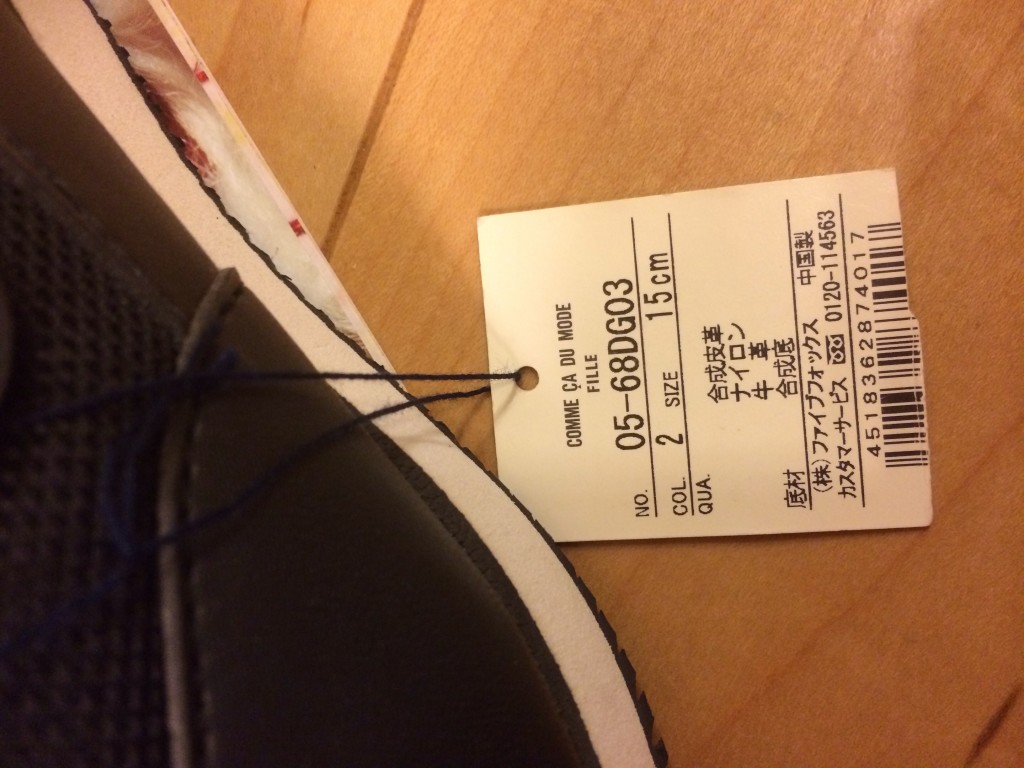 COMME ÇA DU MODE
FILLE
NO. 05-68DG03
COL. 2 SIZE 15cm
QUA. 合成皮革
ナイロン
牛 革
底材 合成底
(株)ファイブフォックス 中国製
カスタマーサービス 0120-114563
4518362874017